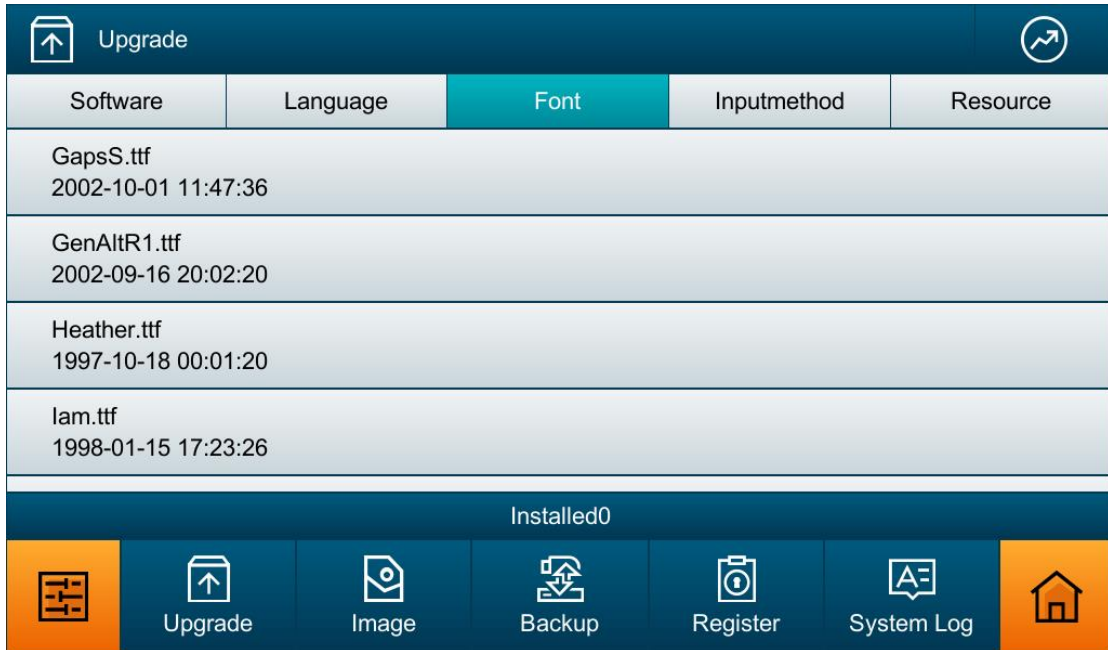 Upgrade
Software Language Font Inputmethod Resource
GapsS.ttf
2002-10-01 11:47:36
GenAltR1.ttf
2002-09-16 20:02:20
Heather.ttf
1997-10-18 00:01:20
Iam.ttf
1998-01-15 17:23:26
Installed0
Upgrade Image Backup Register System Log